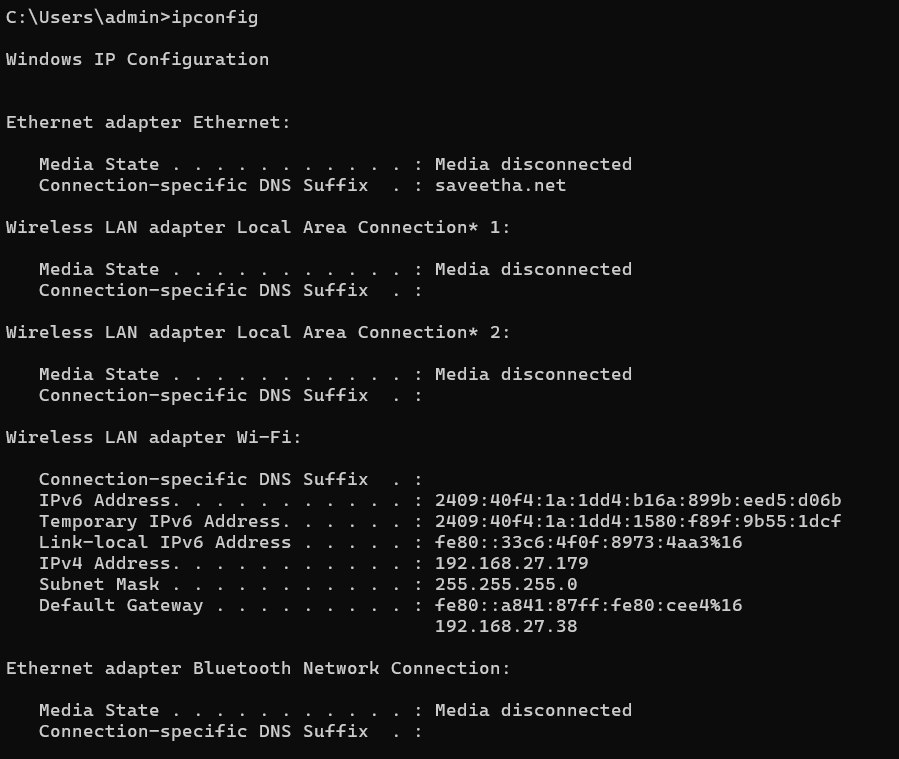 C:\Users\admin>ipconfig
Windows IP Configuration
Ethernet adapter Ethernet:
   Media State . . . . . . . . . . . : Media disconnected
   Connection-specific DNS Suffix  . : saveetha.net
Wireless LAN adapter Local Area Connection* 1:
   Media State . . . . . . . . . . . : Media disconnected
   Connection-specific DNS Suffix  . :
Wireless LAN adapter Local Area Connection* 2:
   Media State . . . . . . . . . . . : Media disconnected
   Connection-specific DNS Suffix  . :
Wireless LAN adapter Wi-Fi:
   Connection-specific DNS Suffix  . :
   IPv6 Address. . . . . . . . . . . : 2409:40f4:1a:1dd4:b16a:899b:eed5:d06b
   Temporary IPv6 Address. . . . . . : 2409:40f4:1a:1dd4:1580:f89f:9b55:1dcf
   Link-local IPv6 Address . . . . . : fe80::33c6:4f0f:8973:4aa3%16
   IPv4 Address. . . . . . . . . . . : 192.168.27.179
   Subnet Mask . . . . . . . . . . . : 255.255.255.0
   Default Gateway . . . . . . . . . : fe80::a841:87ff:fe80:cee4%16
                                       192.168.27.38
Ethernet adapter Bluetooth Network Connection:
   Media State . . . . . . . . . . . : Media disconnected
   Connection-specific DNS Suffix  . :